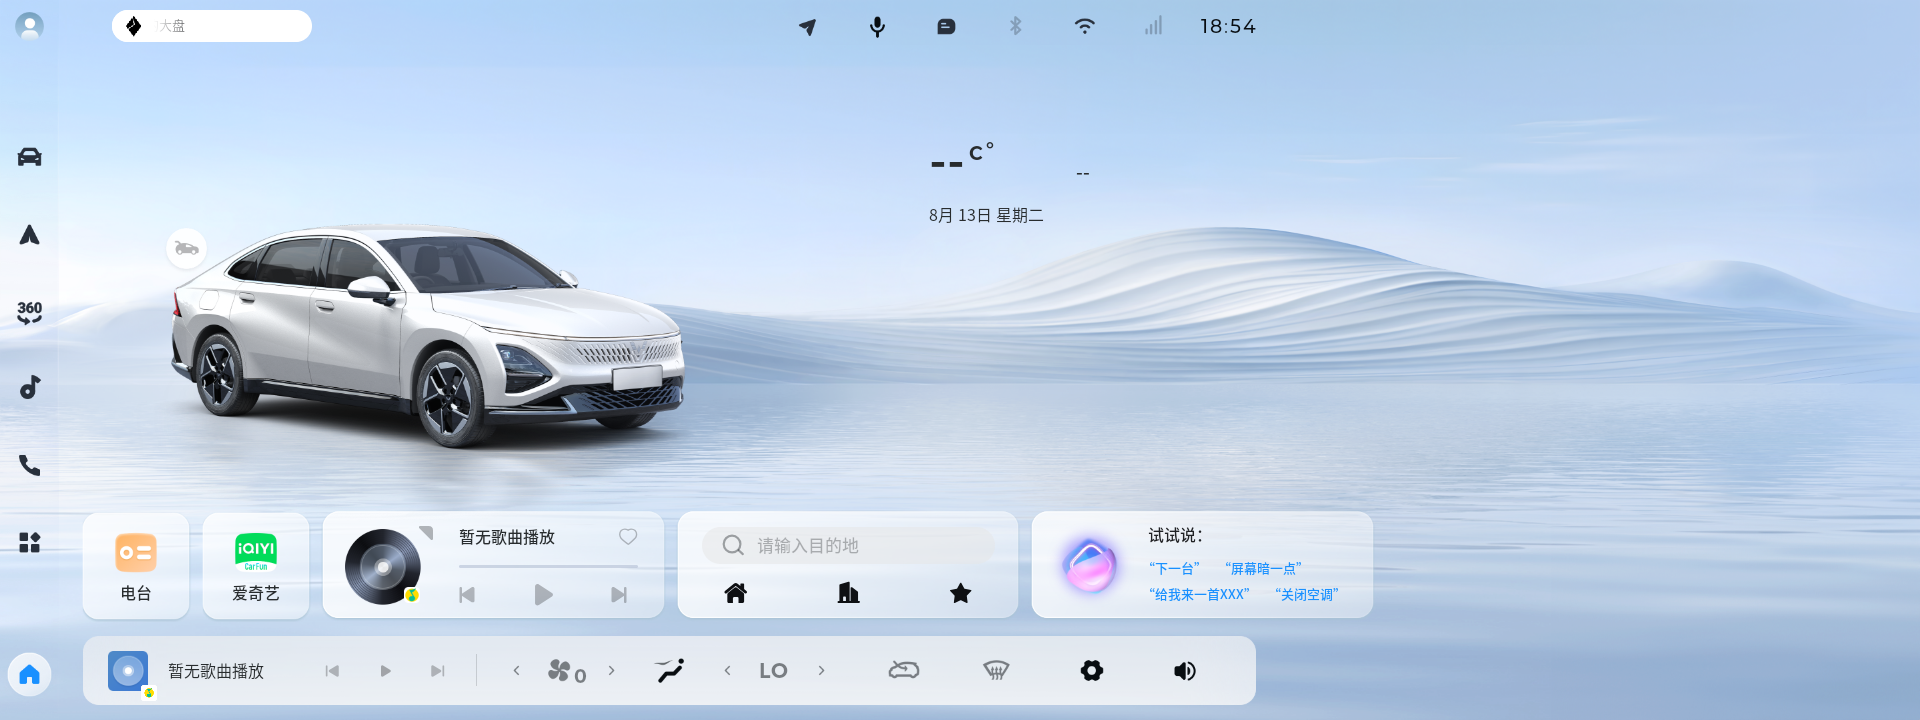 大盘
18:54
-- C°
--
8月 13日 星期二
360
电台
iQIYI
CarFun
爱奇艺
暂无歌曲播放
请输入目的地
试试说：
“下一台” “屏幕暗一点”
“给我来一首XXX” “关闭空调”
暂无歌曲播放
0
LO